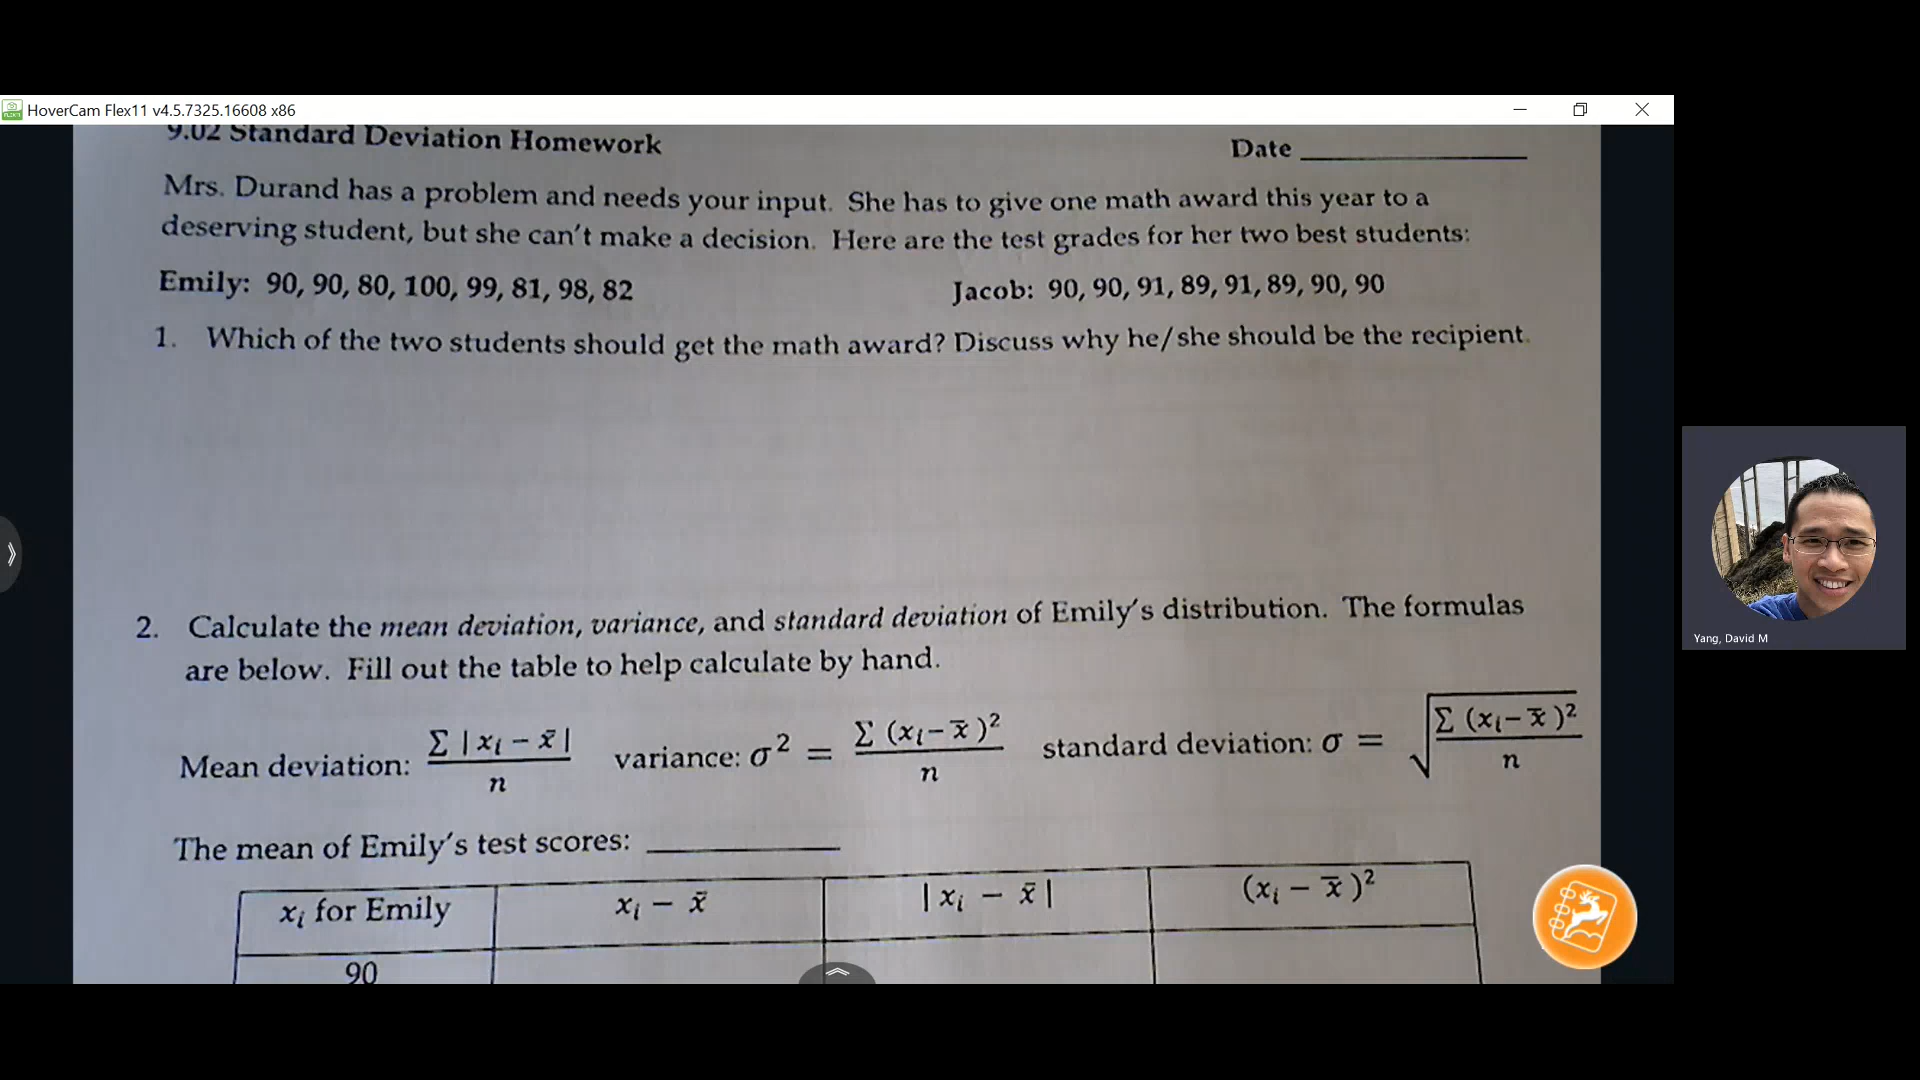 HoverCam Flex11 v4.5.7325.16608 x86
9.02 Standard Deviation Homework
Date
Mrs. Durand has a problem and needs your input. She has to give one math award this year to a
deserving student, but she can't make a decision. Here are the test grades for her two best students:
Emily: 90, 90, 80, 100, 99, 81, 98, 82
Jacob: 90, 90, 91, 89, 91, 89, 90, 90
1. Which of the two students should get the math award? Discuss why he/she should be the recipient.
2. Calculate the mean deviation, variance, and standard deviation of Emily's distribution. The formulas
are below. Fill out the table to help calculate by hand.
Mean deviation: ∑ | xᵢ − x̄ | / n variance: σ² = ∑ (xᵢ − x̄ )² / n standard deviation: σ = √(∑ (xᵢ − x̄ )² / n)
The mean of Emily's test scores:
xᵢ for Emily xᵢ − x̄ | xᵢ − x̄ | (xᵢ − x̄ )²
90
Yang, David M